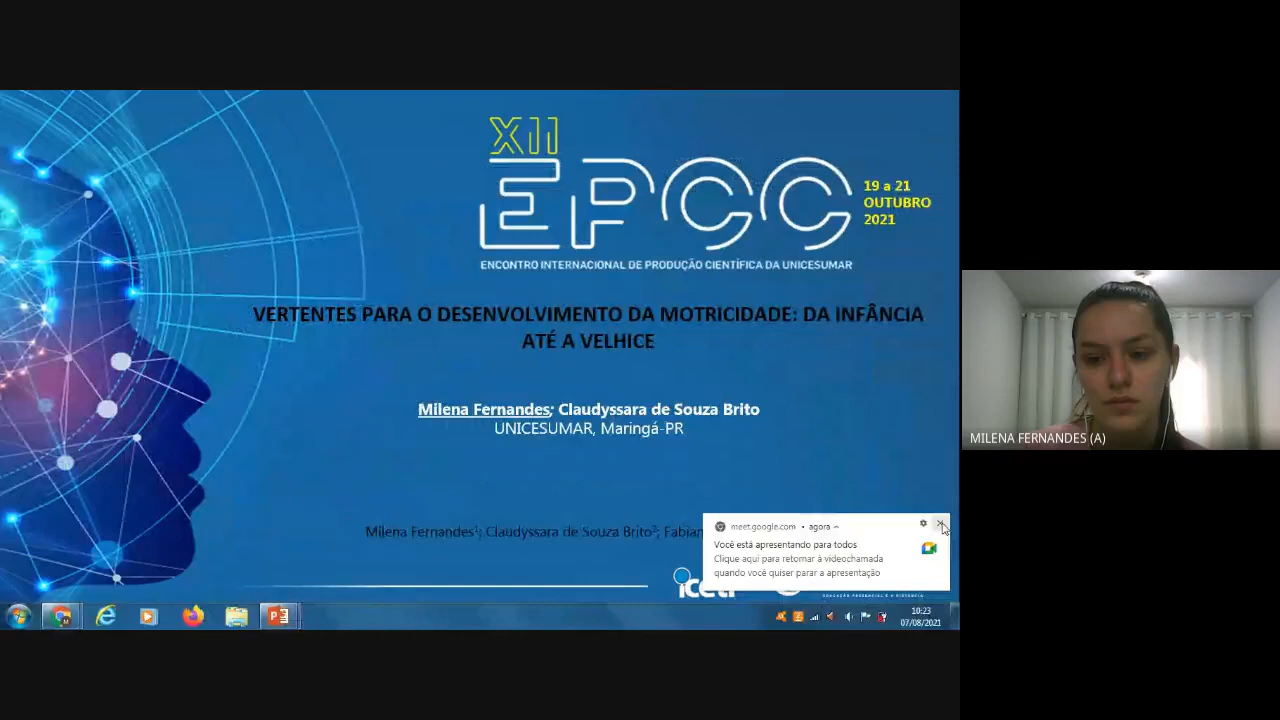 XII
EPCC
19 a 21
OUTUBRO
2021
ENCONTRO INTERNACIONAL DE PRODUÇÃO CIENTÍFICA DA UNICESUMAR
VERTENTES PARA O DESENVOLVIMENTO DA MOTRICIDADE: DA INFÂNCIA
ATÉ A VELHICE
Milena Fernandes; Claudyssara de Souza Brito
UNICESUMAR, Maringá-PR
Milena Fernandes¹; Claudyssara de Souza Brito²; Fabian
meet.google.com • agora
Você está apresentando para todos
Clique aqui para retornar à videochamada
quando você quiser parar a apresentação
iceti
10:23
07/08/2021
MILENA FERNANDES (A)